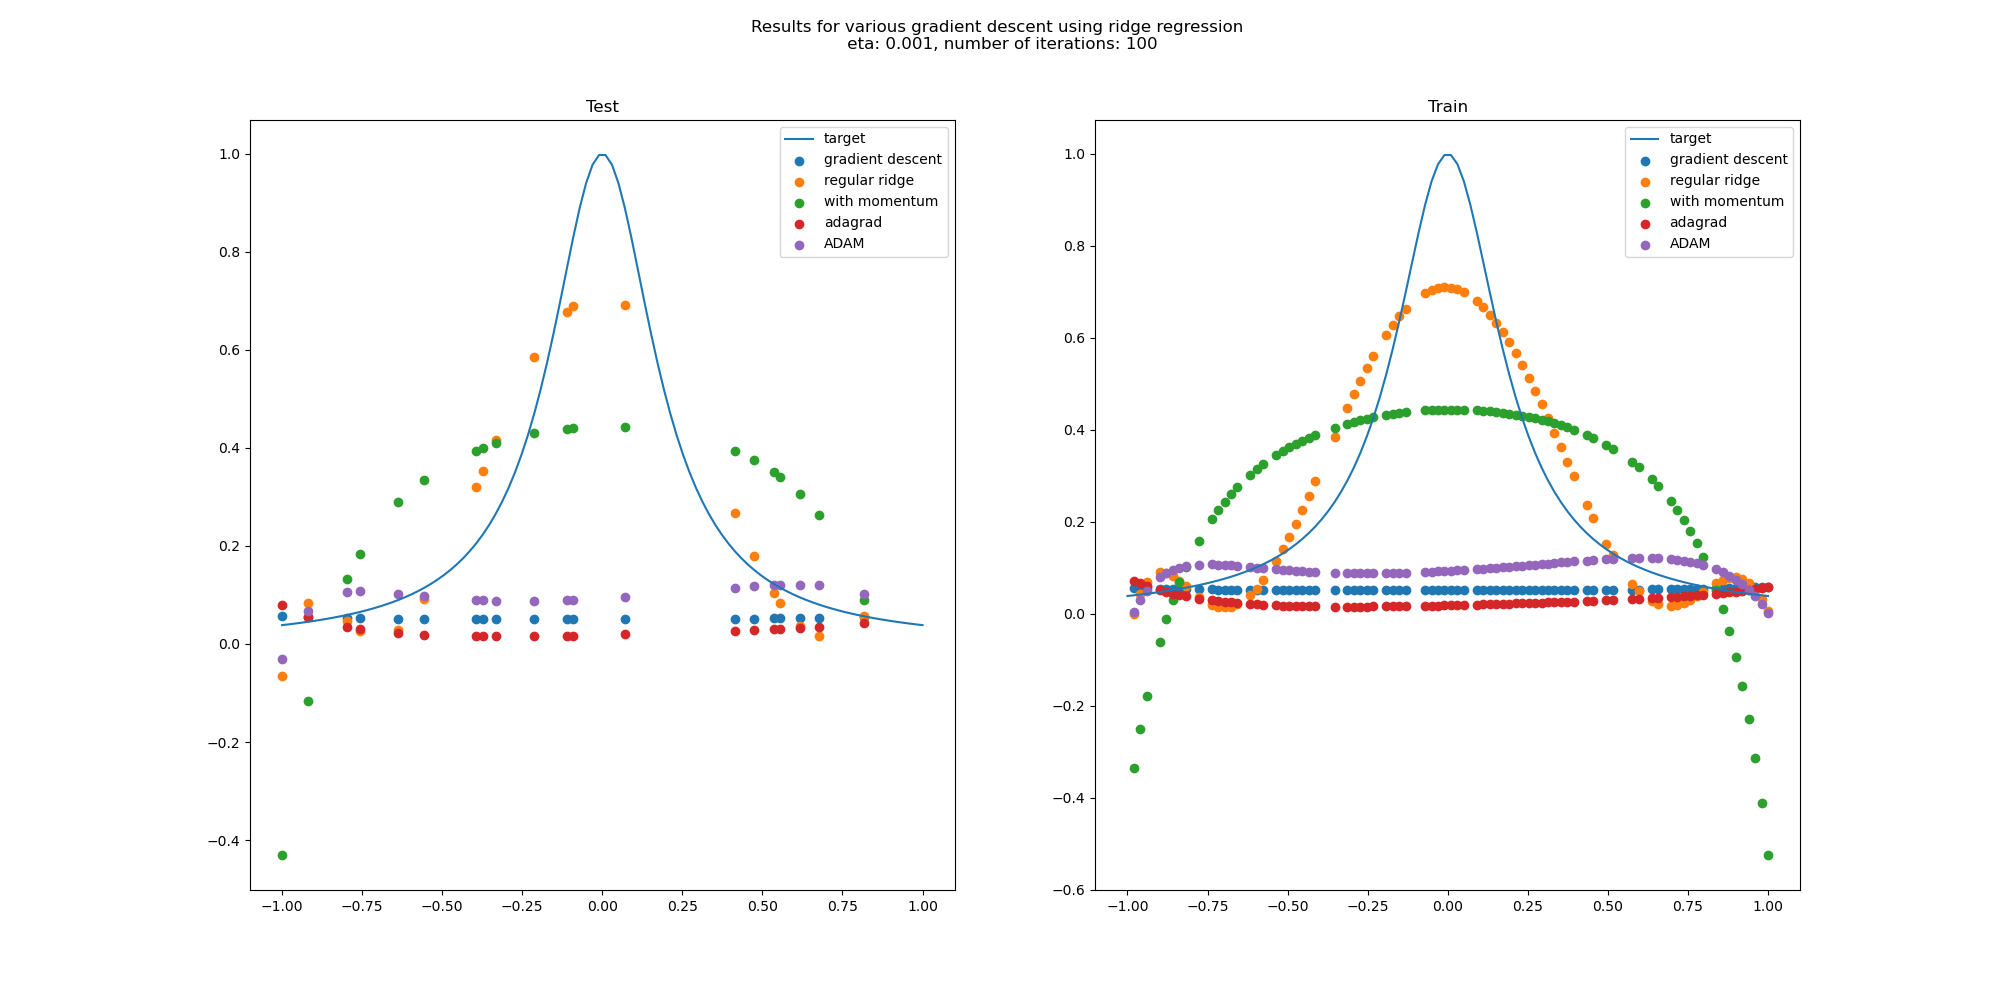 Results for various gradient descent using ridge regression
eta: 0.001, number of iterations: 100
Test
target
gradient descent
regular ridge
with momentum
adagrad
ADAM
1.0
0.8
0.6
0.4
0.2
0.0
−0.2
−0.4
−1.00 −0.75 −0.50 −0.25 0.00 0.25 0.50 0.75 1.00
Train
target
gradient descent
regular ridge
with momentum
adagrad
ADAM
1.0
0.8
0.6
0.4
0.2
0.0
−0.2
−0.4
−0.6
−1.00 −0.75 −0.50 −0.25 0.00 0.25 0.50 0.75 1.00